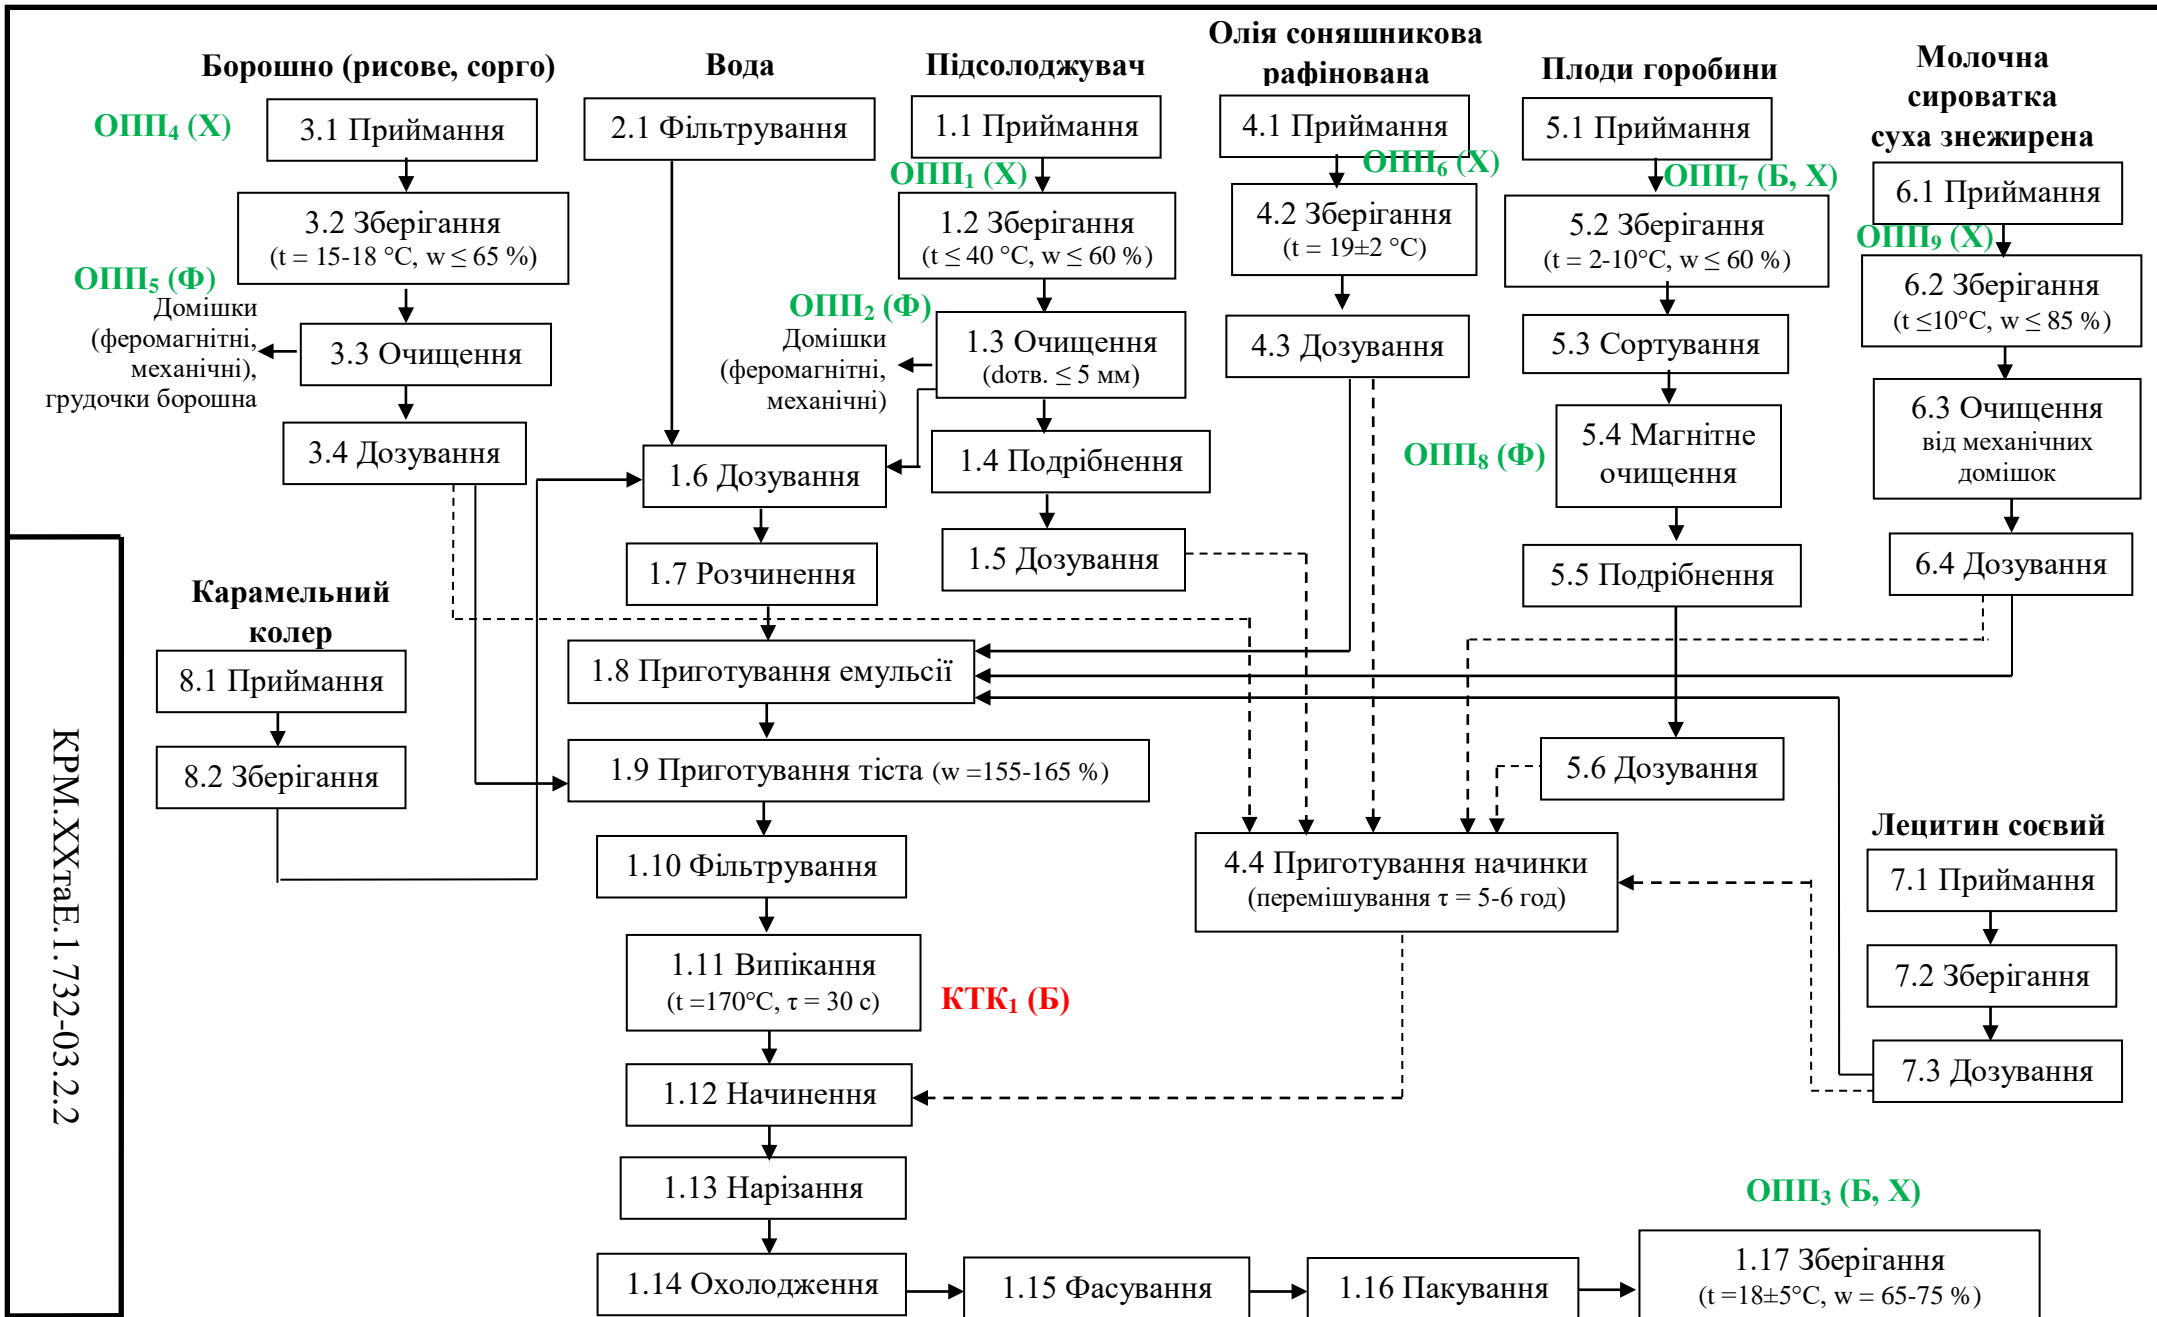 Борошно (рисове, сорго)
Вода
Підсолоджувач
Олія соняшникова
рафінована
Плоди горобини
Молочна
сироватка
суха знежирена
ОПП₄ (Х)
3.1 Приймання
2.1 Фільтрування
1.1 Приймання
4.1 Приймання
5.1 Приймання
6.1 Приймання
ОПП₁ (Х)
ОПП₆ (Х)
ОПП₇ (Б, Х)
ОПП₉ (Х)
3.2 Зберігання
(t = 15-18 °C, w ≤ 65 %)
1.2 Зберігання
(t ≤ 40 °C, w ≤ 60 %)
4.2 Зберігання
(t = 19±2 °C)
5.2 Зберігання
(t = 2-10°C, w ≤ 60 %)
6.2 Зберігання
(t ≤10°C, w ≤ 85 %)
ОПП₅ (Ф)
Домішки
(феромагнітні,
механічні),
грудочки борошна
3.3 Очищення
ОПП₂ (Ф)
Домішки
(феромагнітні,
механічні)
1.3 Очищення
(dотв. ≤ 5 мм)
4.3 Дозування
5.3 Сортування
6.3 Очищення
від механічних
домішок
3.4 Дозування
1.6 Дозування
1.4 Подрібнення
ОПП₈ (Ф)
5.4 Магнітне
очищення
1.7 Розчинення
1.5 Дозування
5.5 Подрібнення
6.4 Дозування
Карамельний
колер
8.1 Приймання
8.2 Зберігання
1.8 Приготування емульсії
1.9 Приготування тіста (w =155-165 %)
5.6 Дозування
1.10 Фільтрування
4.4 Приготування начинки
(перемішування τ = 5-6 год)
Лецитин соєвий
7.1 Приймання
7.2 Зберігання
7.3 Дозування
1.11 Випікання
(t =170°C, τ = 30 с)
КТК₁ (Б)
1.12 Начинення
1.13 Нарізання
1.14 Охолодження
1.15 Фасування
1.16 Пакування
ОПП₃ (Б, Х)
1.17 Зберігання
(t =18±5°C, w = 65-75 %)
КРМ.ХХтаЕ.1.732-03.2.2